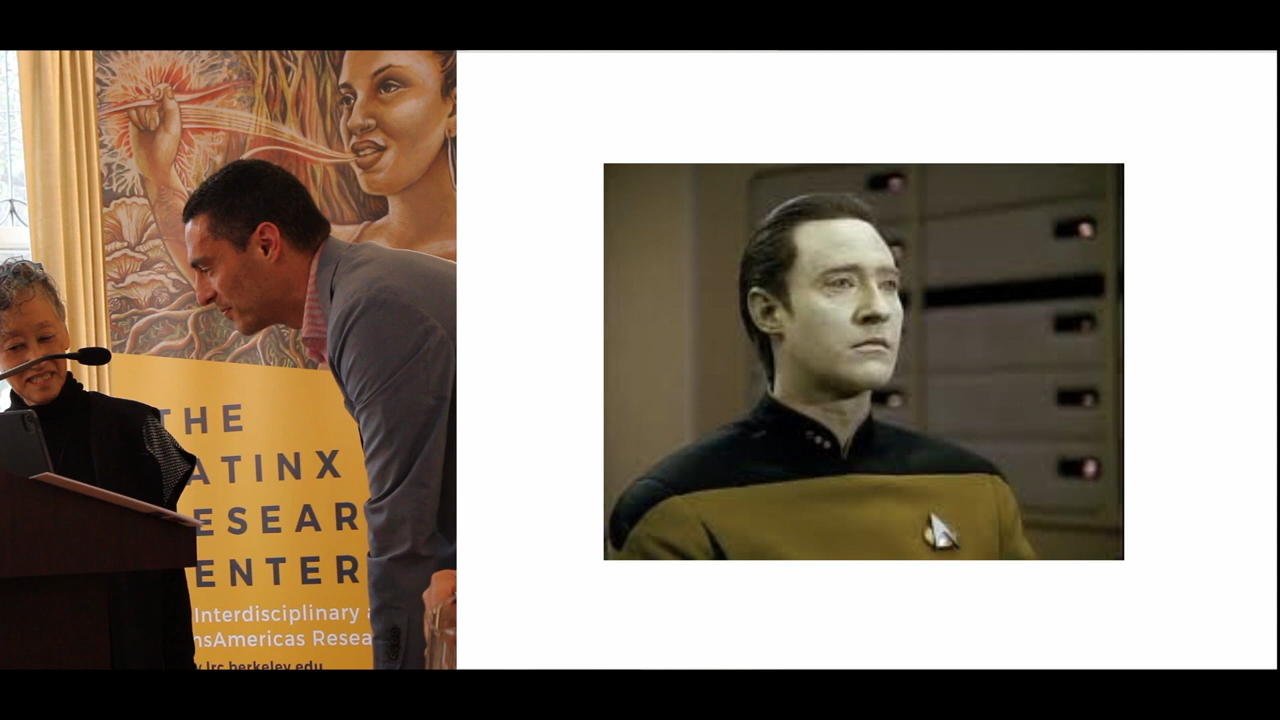 THE
ATINX
ESEAR
ENTER
Interdisciplinary a
nsAmericas Resea
lrc.berkeley.edu